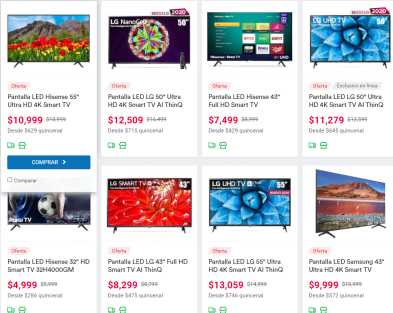 Oferta
Pantalla LED Hisense 55"
Ultra HD 4K Smart TV
$10,999 $18,999
Desde $629 quincenal
COMPRAR
Comparar
2020
LG NanoCell 50"
Oferta
Pantalla LED LG 50" Ultra
HD 4K Smart TV AI ThinQ
$12,509 $16,499
Desde $715 quincenal
Oferta
Pantalla LED Hisense 43"
Full HD Smart TV
$7,499 $8,999
Desde $429 quincenal
2020
LG UHD TV 50"
Oferta Exclusivo en línea
Pantalla LED LG 50" Ultra
HD 4K Smart TV AI ThinQ
$11,279 $12,599
Desde $645 quincenal
Roku TV
Oferta
Pantalla LED Hisense 32" HD
Smart TV 32H4000GM
$4,999 $5,999
Desde $286 quincenal
LG SMART TV 43"
Oferta
Pantalla LED LG 43" Full HD
Smart TV AI ThinQ
$8,299 $8,799
Desde $475 quincenal
LG UHD TV 55"
NUEVO 2020
Oferta
Pantalla LED LG 55" Ultra
HD 4K Smart TV AI ThinQ
$13,059 $14,999
Desde $746 quincenal
Oferta
Pantalla LED Samsung 43"
Ultra HD 4K Smart TV
$9,999 $10,999
Desde $572 quincenal